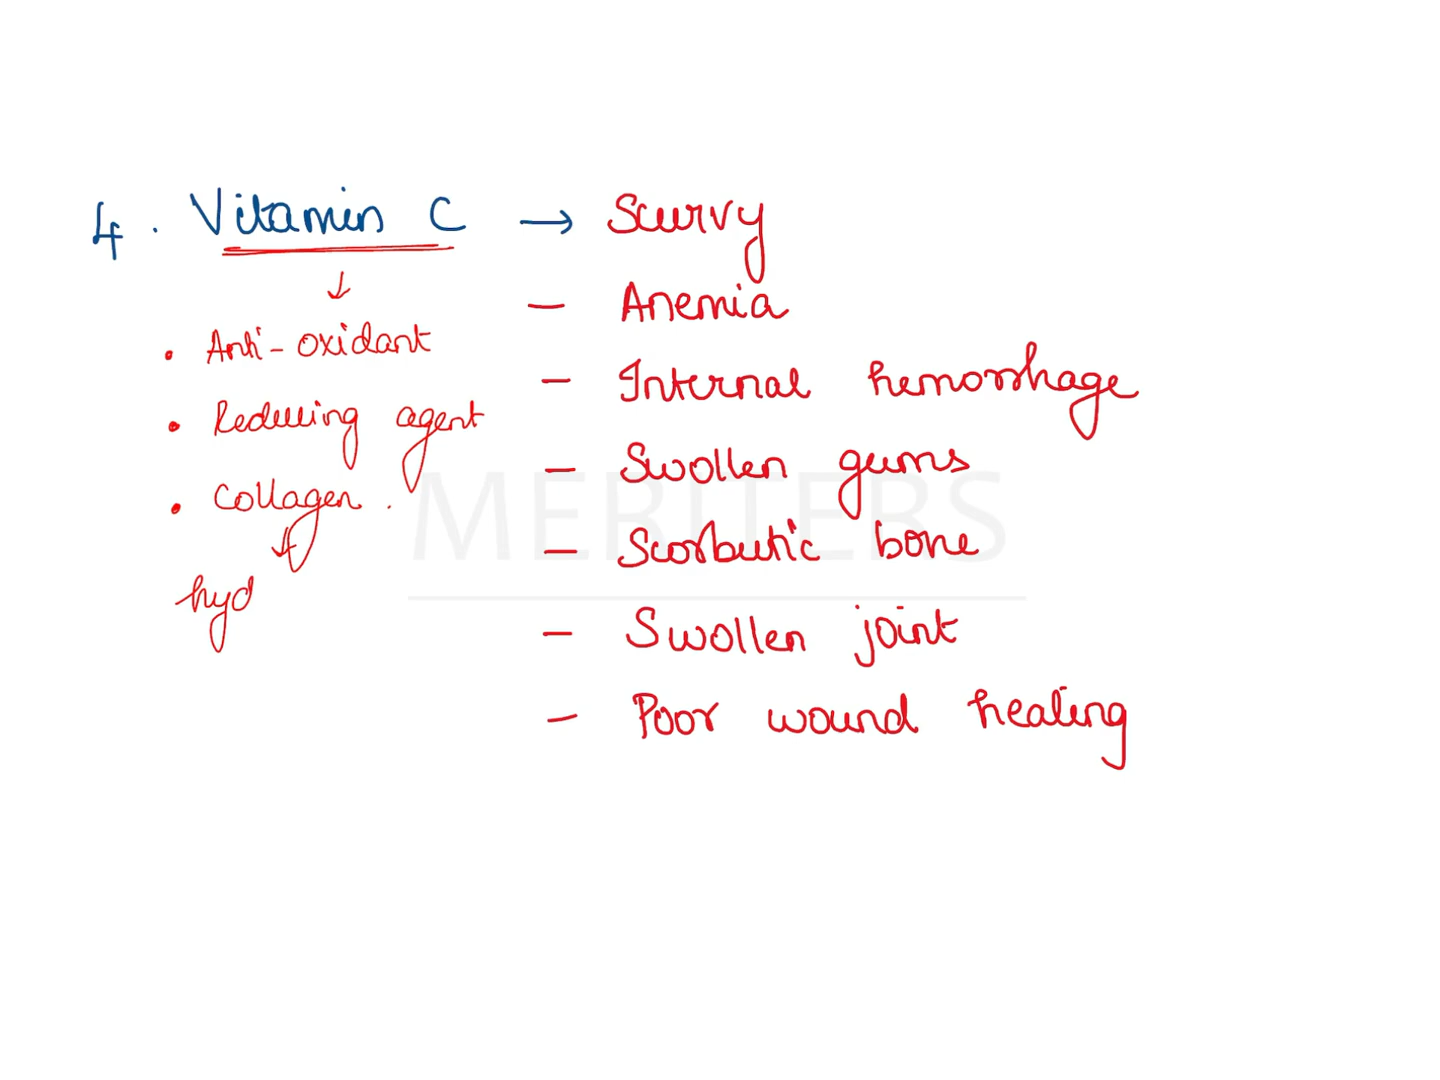 4. Vitamin C → Scurvy
↓
• Anti-oxidant
• Reducing agent
• Collagen.
↓
hyd
- Anemia
- Internal hemorrhage
- Swollen gums
- Scorbutic bone
- Swollen joint
- Poor wound healing
MERITERS